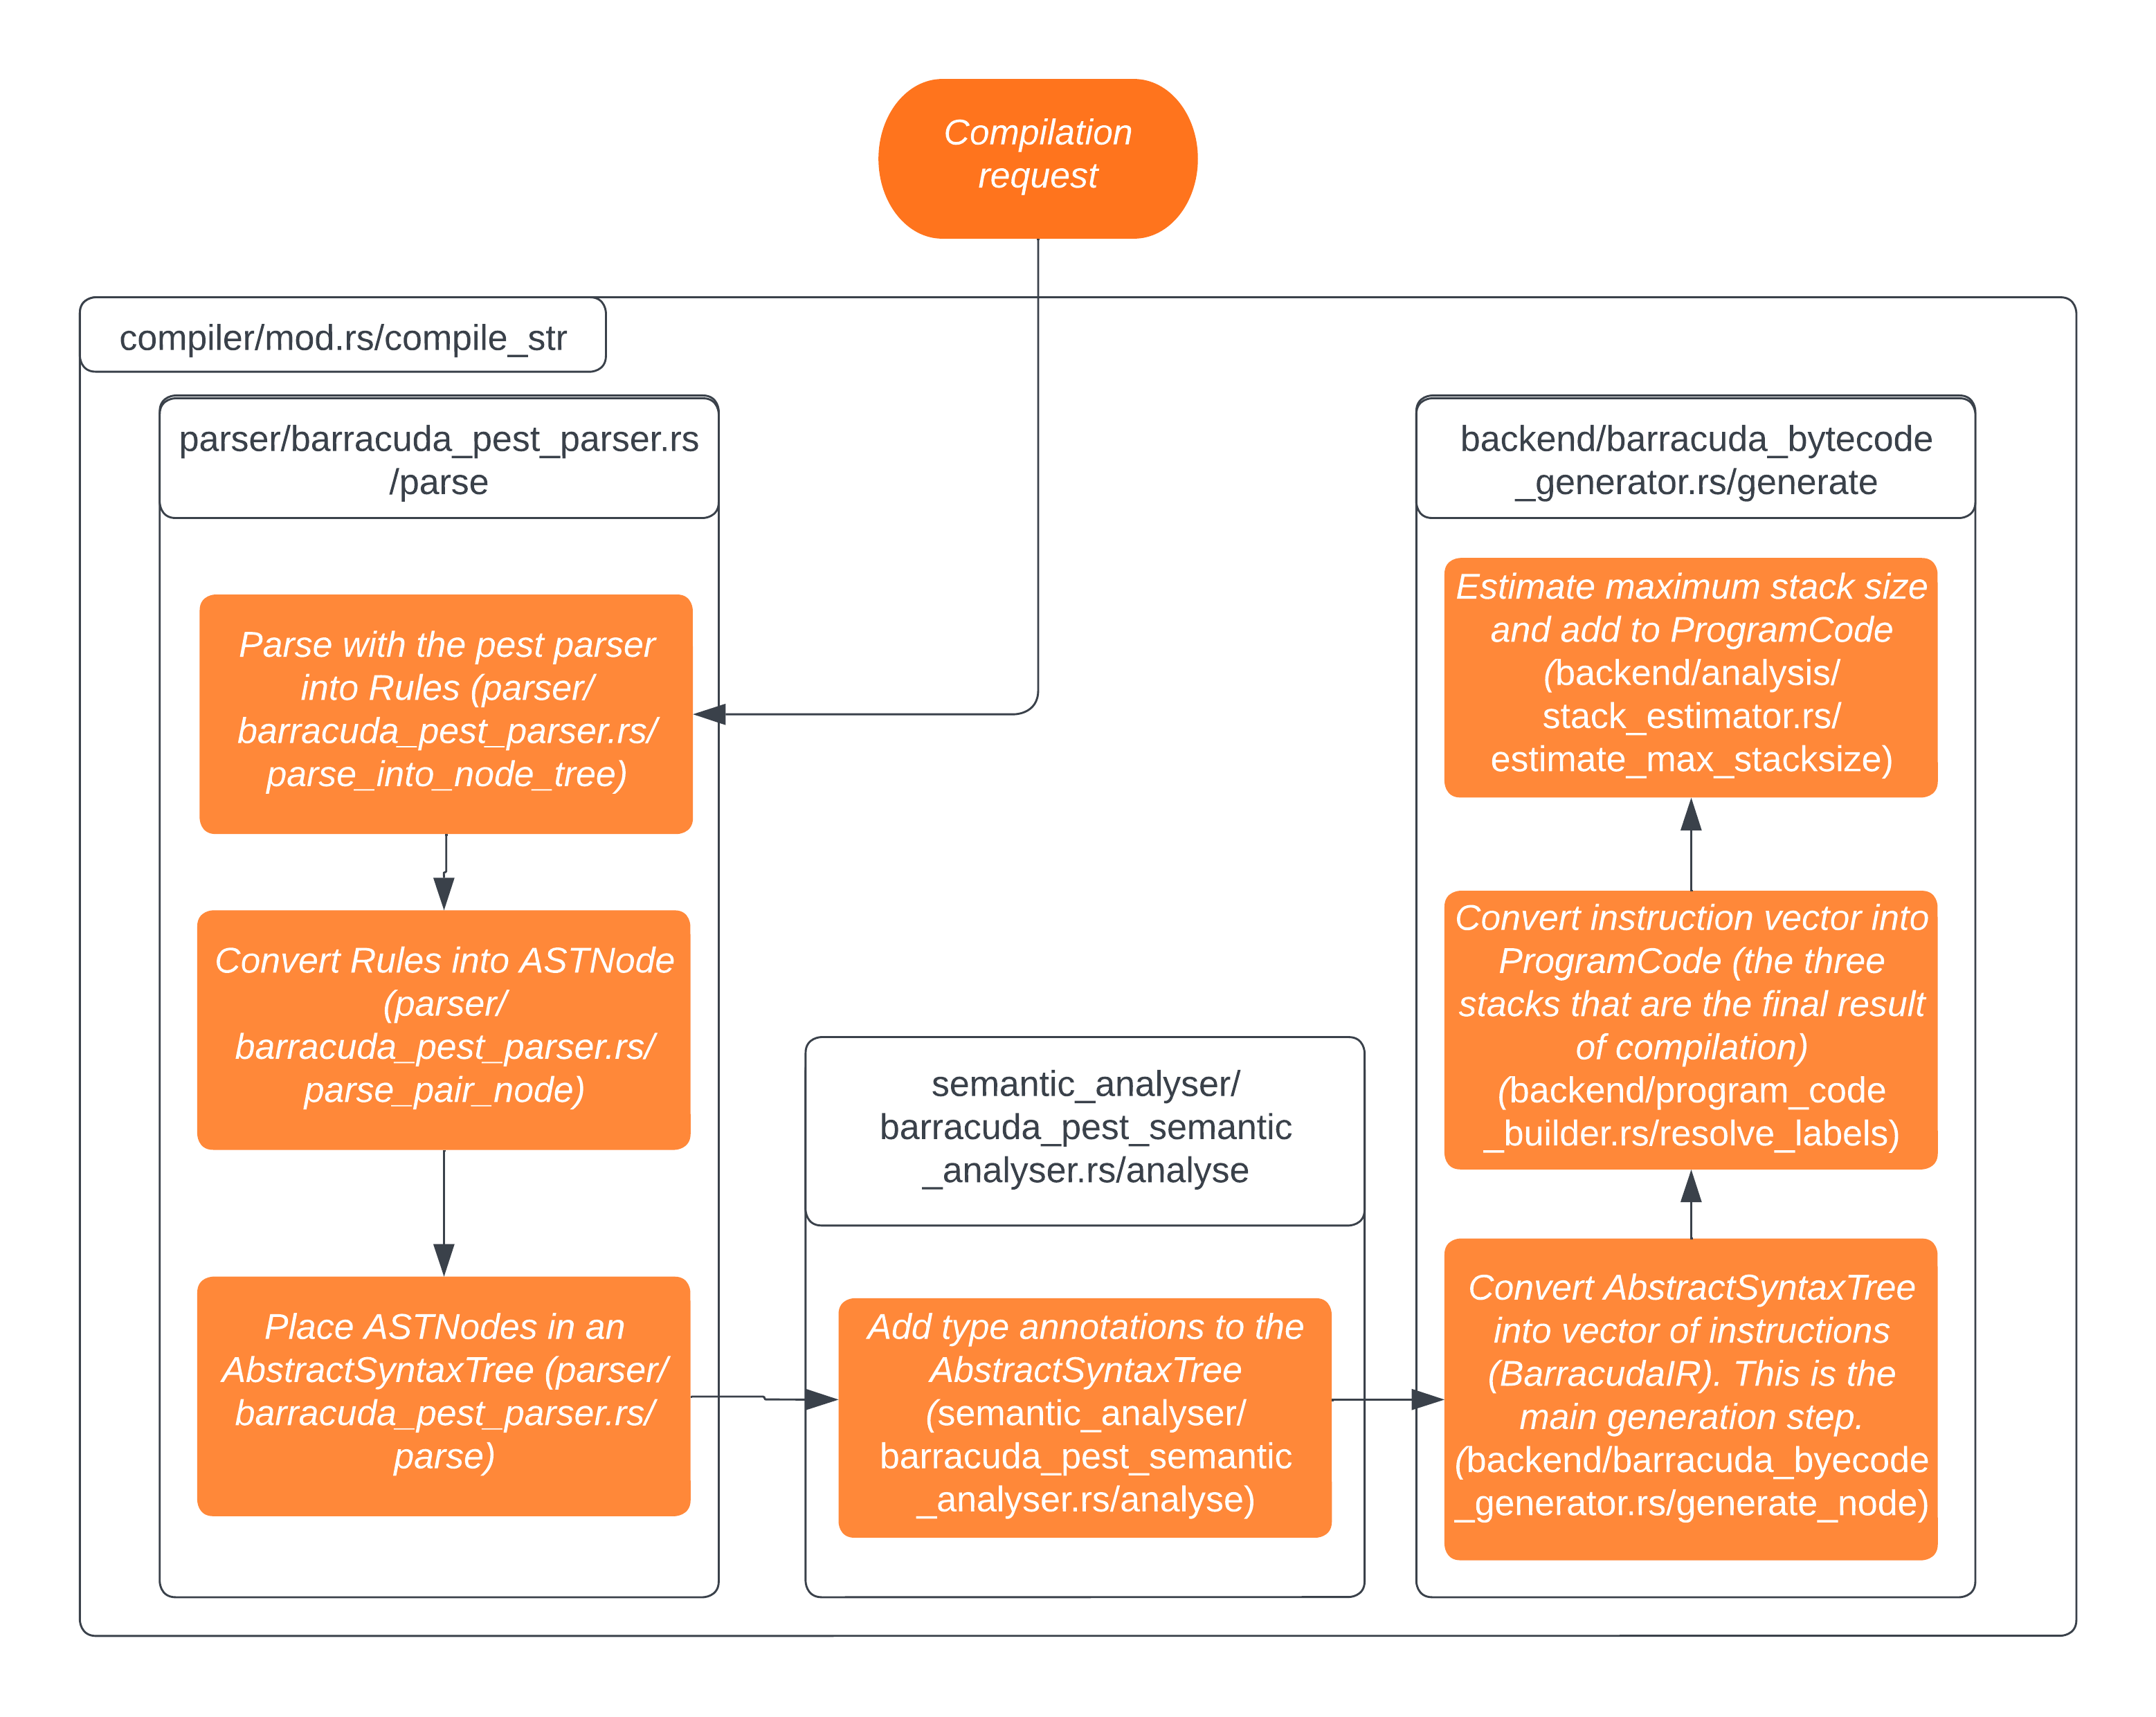 Compilation
request
compiler/mod.rs/compile_str
parser/barracuda_pest_parser.rs
/parse
Parse with the pest parser
into Rules (parser/
barracuda_pest_parser.rs/
parse_into_node_tree)
Convert Rules into ASTNode
(parser/
barracuda_pest_parser.rs/
parse_pair_node)
Place ASTNodes in an
AbstractSyntaxTree (parser/
barracuda_pest_parser.rs/
parse)
semantic_analyser/
barracuda_pest_semantic
_analyser.rs/analyse
Add type annotations to the
AbstractSyntaxTree
(semantic_analyser/
barracuda_pest_semantic
_analyser.rs/analyse)
backend/barracuda_bytecode
_generator.rs/generate
Estimate maximum stack size
and add to ProgramCode
(backend/analysis/
stack_estimator.rs/
estimate_max_stacksize)
Convert instruction vector into
ProgramCode (the three
stacks that are the final result
of compilation)
(backend/program_code
_builder.rs/resolve_labels)
Convert AbstractSyntaxTree
into vector of instructions
(BarracudaIR). This is the
main generation step.
(backend/barracuda_byecode
_generator.rs/generate_node)